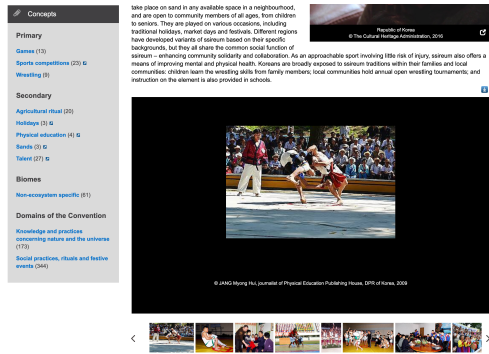 Concepts
Primary
Games (13)
Sports competitions (23)
Wrestling (9)
Secondary
Agricultural ritual (20)
Holidays (3)
Physical education (4)
Sands (3)
Talent (27)
Biomes
Non-ecosystem specific (61)
Domains of the Convention
Knowledge and practices
concerning nature and the universe
(173)
Social practices, rituals and festive
events (344)
take place on sand in any available space in a neighbourhood,
and are open to community members of all ages, from children
to seniors. They are played on various occasions, including
traditional holidays, market days and festivals. Different regions
have developed variants of ssireum based on their specific
backgrounds, but they all share the common social function of
ssireum – enhancing community solidarity and collaboration. As an approachable sport involving little risk of injury, ssireum also offers a
means of improving mental and physical health. Koreans are broadly exposed to ssireum traditions within their families and local
communities: children learn the wrestling skills from family members; local communities hold annual open wrestling tournaments; and
instruction on the element is also provided in schools.
Republic of Korea
© The Cultural Heritage Administration, 2016
© JANG Myong Hui, journalist of Physical Education Publishing House, DPR of Korea, 2009